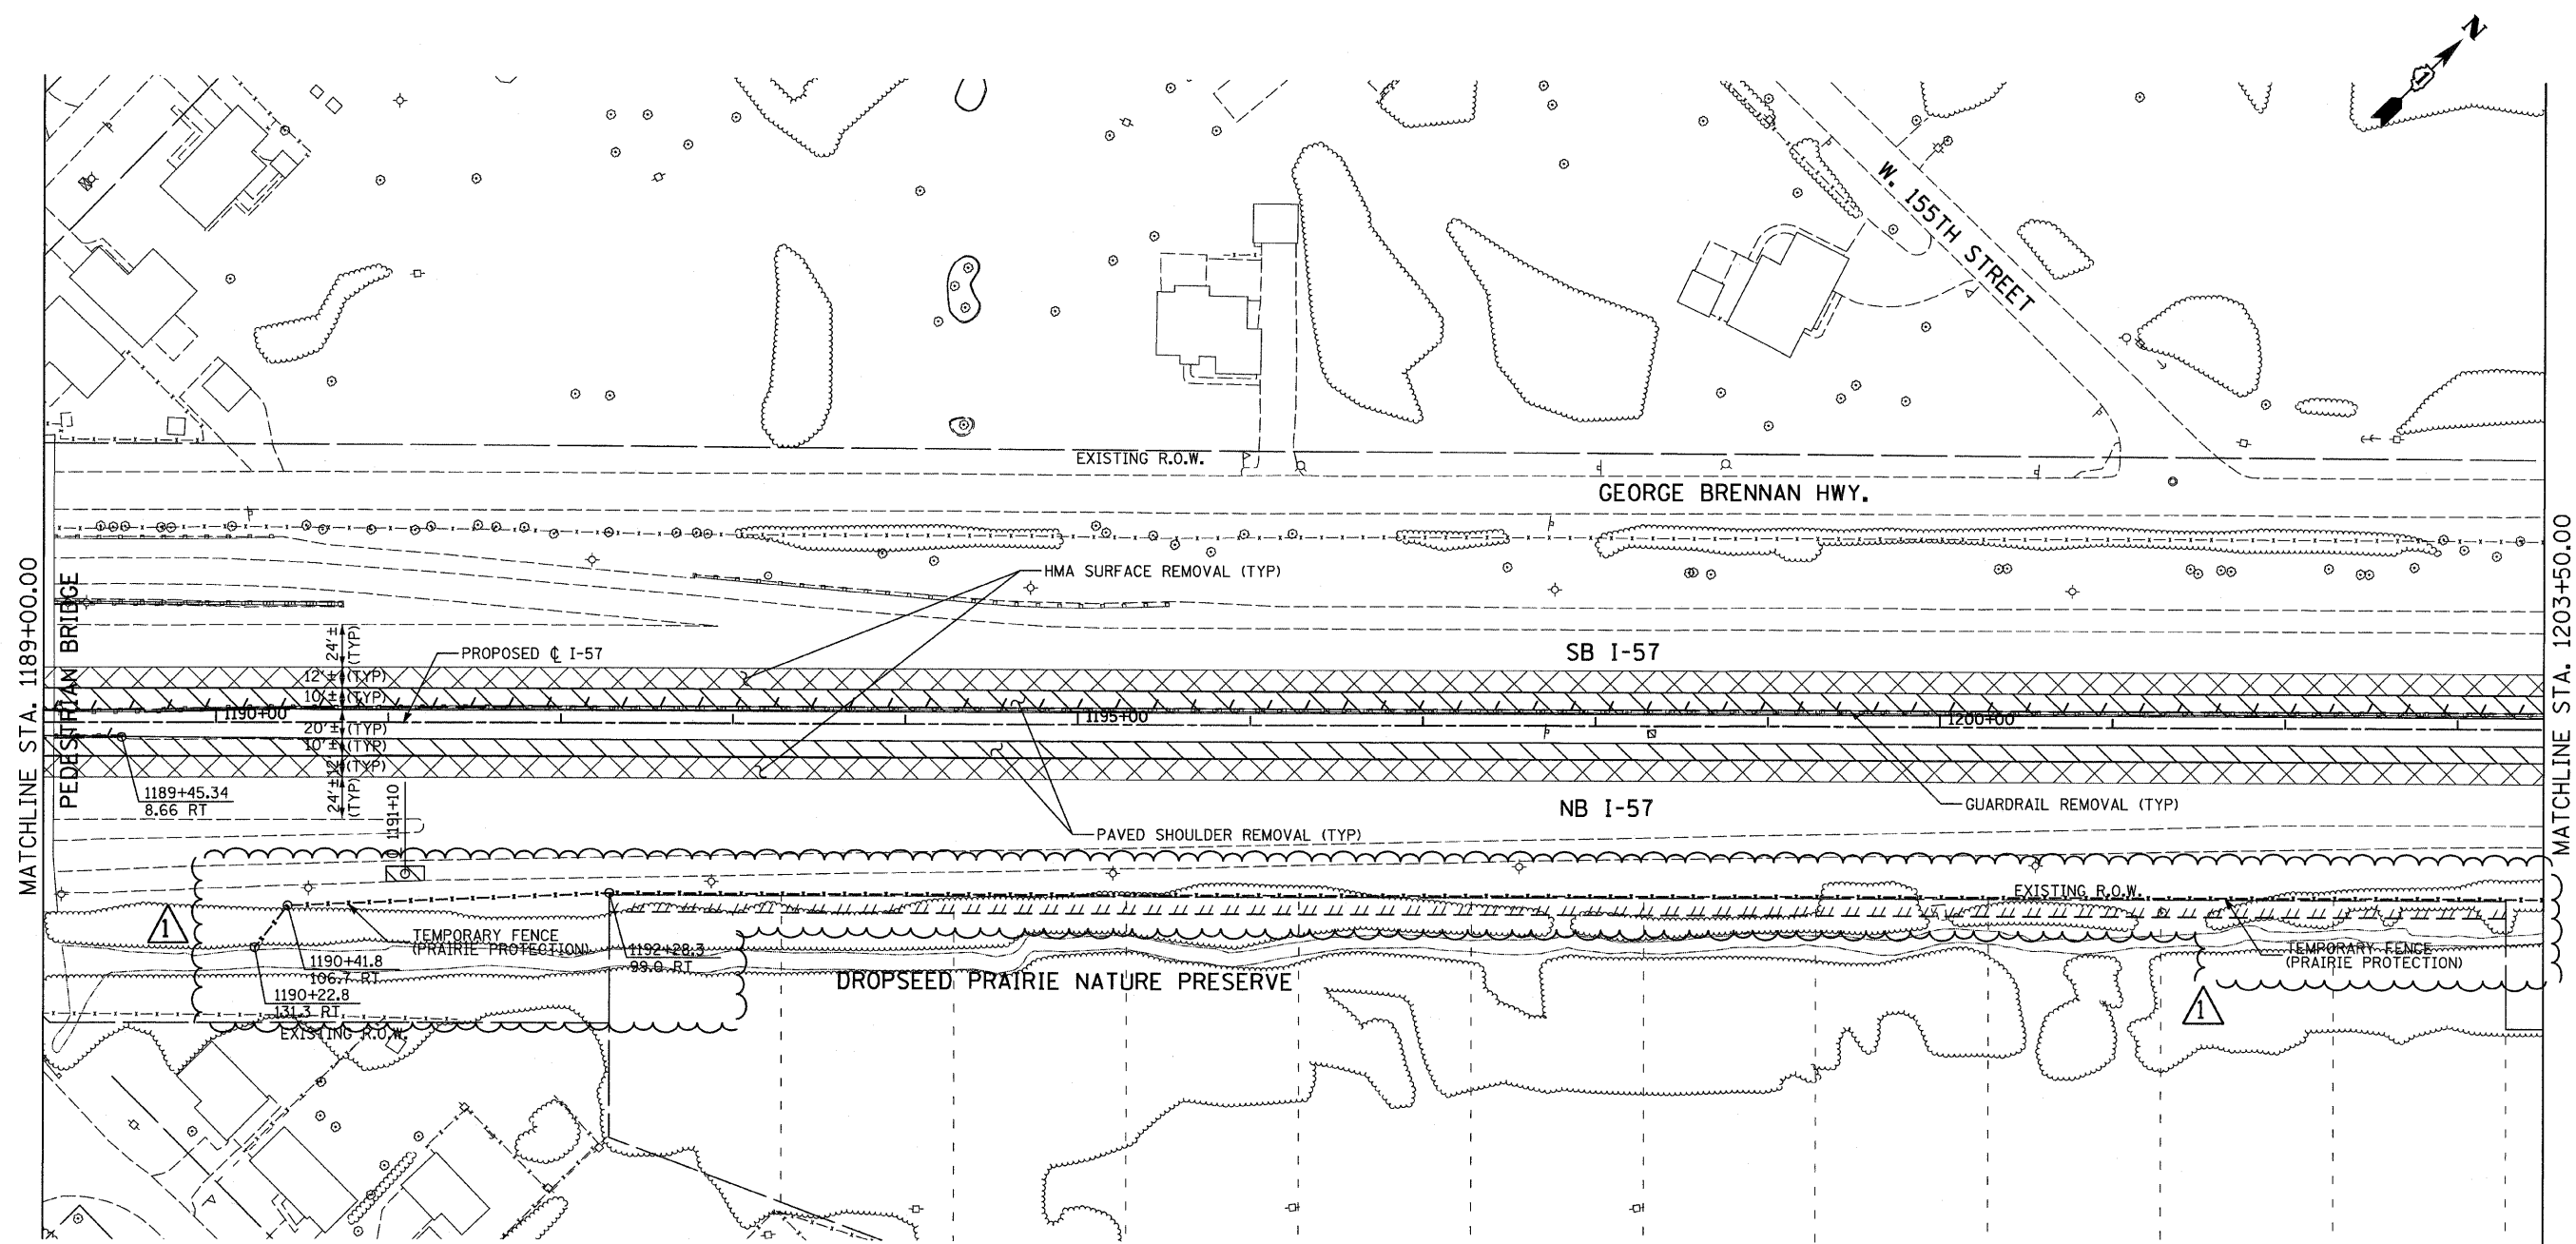 N
1
W. 155TH STREET
EXISTING R.O.W.
GEORGE BRENNAN HWY.
MATCHLINE STA. 1189+00.00
PEDESTRIAN BRIDGE
HMA SURFACE REMOVAL (TYP)
24'± (TYP)
PROPOSED ℄ I-57
SB I-57
12'± (TYP)
10'± (TYP)
1190+00
1195+00
1200+00
20'± (TYP)
10'± (TYP)
12'± (TYP)
24'± (TYP)
1189+45.34
8.66 RT
1191+10
NB I-57
GUARDRAIL REMOVAL (TYP)
PAVED SHOULDER REMOVAL (TYP)
MATCHLINE STA. 1203+50.00
EXISTING R.O.W.
1
TEMPORARY FENCE
(PRAIRIE PROTECTION)
1192+28.3
99.0 RT
1190+41.8
106.7 RT
1190+22.8
131.3 RT
EXISTING R.O.W.
DROPSEED PRAIRIE NATURE PRESERVE
TEMPORARY FENCE
(PRAIRIE PROTECTION)
1